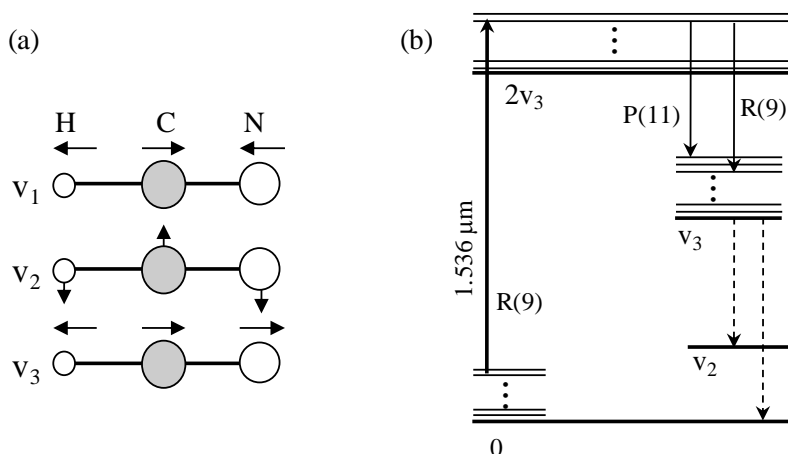 (a)
H C N
v₁
v₂
v₃
(b)
2v₃
P(11)
R(9)
v₃
1.536 μm
R(9)
v₂
0